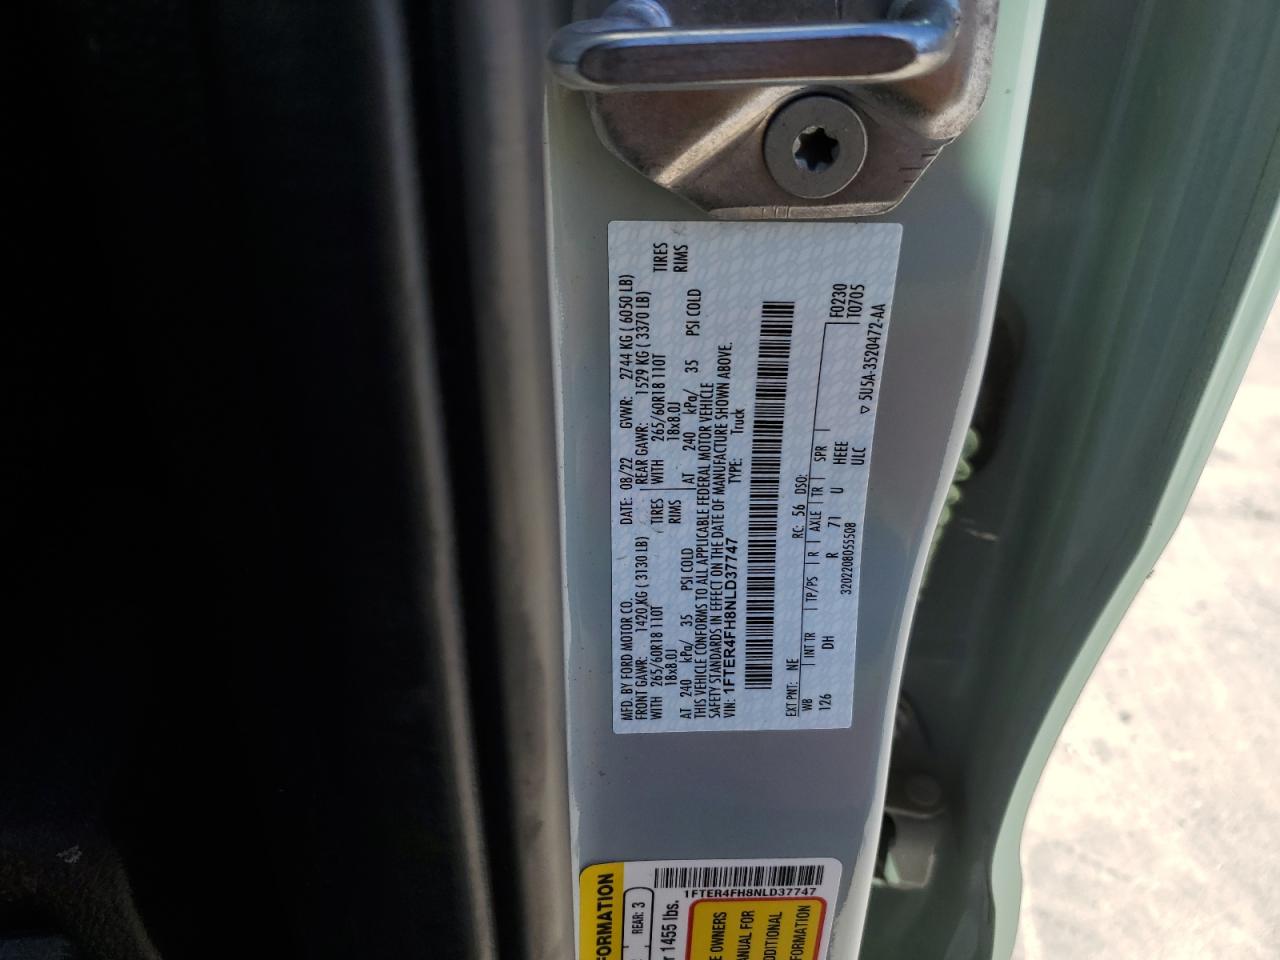 MFD. BY FORD MOTOR CO.
DATE: 08/22 GVWR: 2744 KG ( 6050 LB)
FRONT GAWR: 1420 KG ( 3130 LB)
REAR GAWR: 1529 KG ( 3370 LB)
WITH 265/60R18 110T TIRES
WITH 265/60R18 110T TIRES
18x8.0J RIMS
18x8.0J RIMS
AT 240 kPa/ 35 PSI COLD
AT 240 kPa/ 35 PSI COLD
THIS VEHICLE CONFORMS TO ALL APPLICABLE FEDERAL MOTOR VEHICLE
SAFETY STANDARDS IN EFFECT ON THE DATE OF MANUFACTURE SHOWN ABOVE.
VIN: 1FTER4FH8NLD37747 TYPE: Truck
EXT PNT: NE RC: 56 DSO: F0230
WB INT TR TP/PS R AXLE TR SPR T0705
126 DH R 71 U HEEE
3202208055508 ULC ▽ 5U5A-3520472-AA
FORMATION
REAR: 3
r 1455 lbs.
1FTER4FH8NLD37747
E OWNERS
ANUAL FOR
DDITIONAL
FORMATION